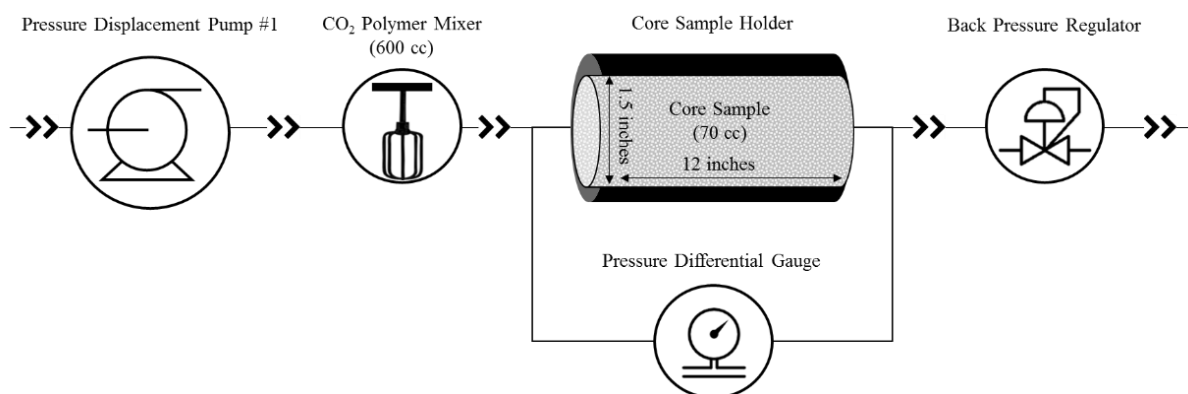 Pressure Displacement Pump #1
CO₂ Polymer Mixer
(600 cc)
Core Sample Holder
Back Pressure Regulator
1.5 inches
Core Sample
(70 cc)
12 inches
Pressure Differential Gauge